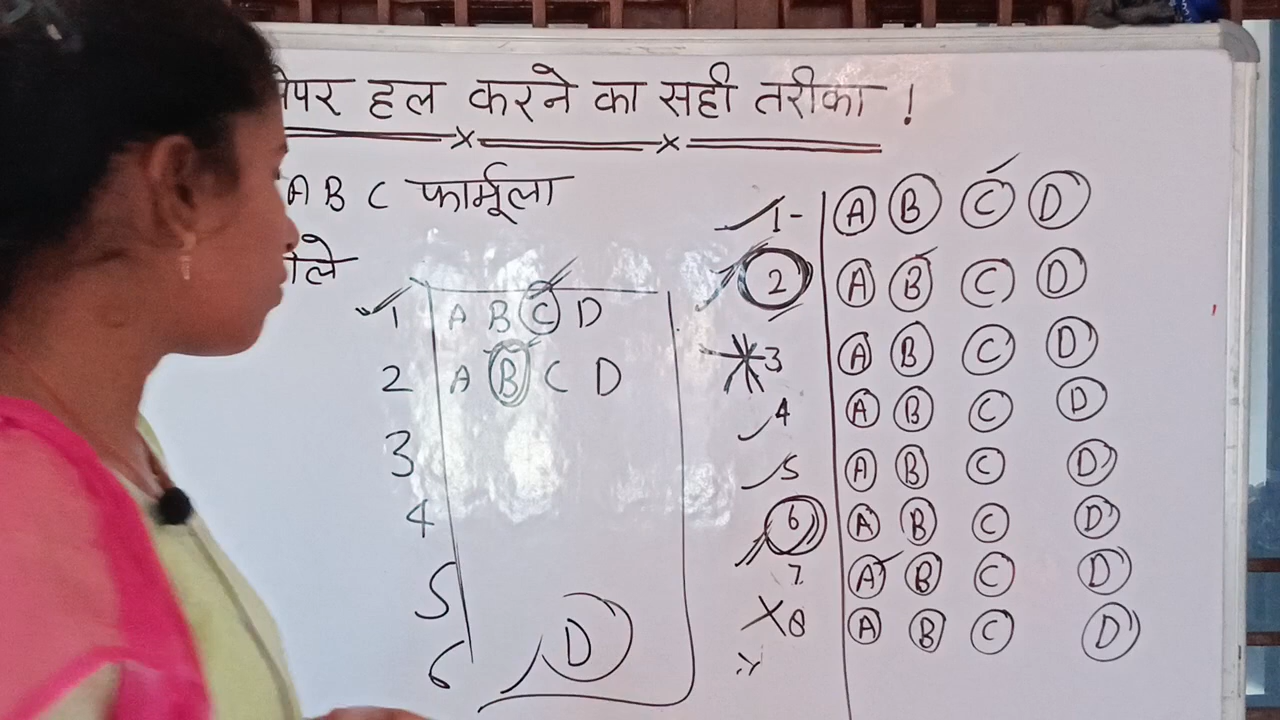 पेपर हल करने का सही तरीका !
A B C फार्मूला
1 A B C D
2 A B C D
3
4
5
6
D
1- A B C D
2 A B C D
3 A B C D
4 A B C D
5 A B C D
6 A B C D
7 A B C D
8 A B C D